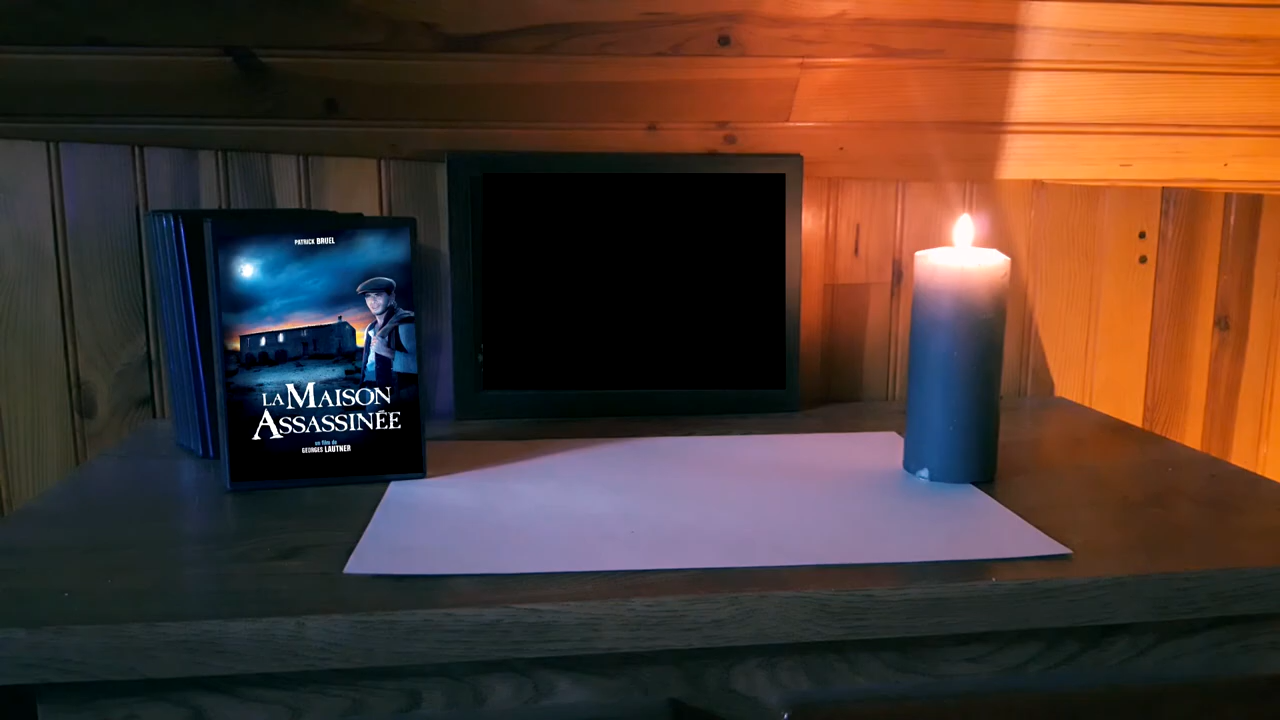 PATRICK BRUEL
LA MAISON
ASSASSINÉE
un film de
GEORGES LAUTNER